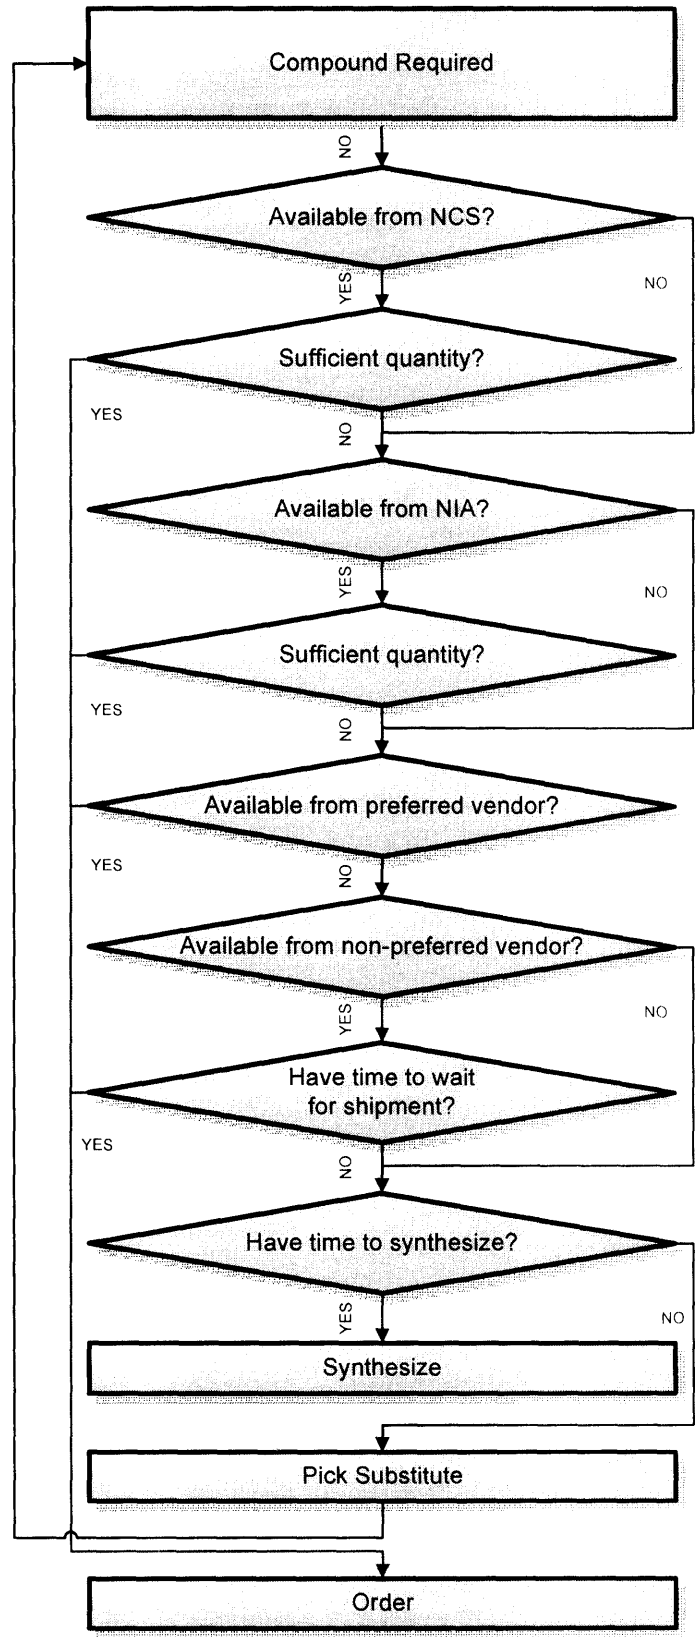 Compound Required
NO
Available from NCS?
YES
NO
Sufficient quantity?
YES
NO
Available from NIA?
YES
NO
Sufficient quantity?
YES
NO
Available from preferred vendor?
YES
NO
Available from non-preferred vendor?
YES
NO
Have time to wait
for shipment?
YES
NO
Have time to synthesize?
YES
NO
Synthesize
Pick Substitute
Order